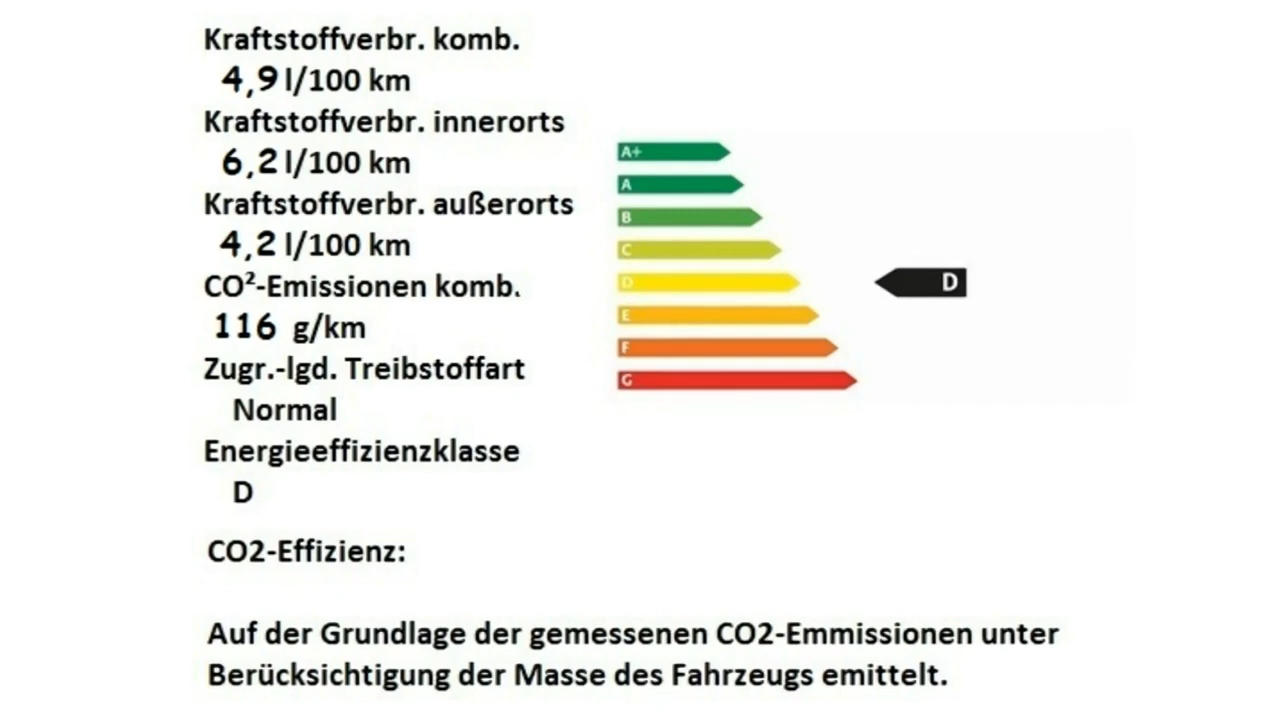 Kraftstoffverbr. komb.
4,9 l/100 km
Kraftstoffverbr. innerorts
6,2 l/100 km
Kraftstoffverbr. außerorts
4,2 l/100 km
CO²-Emissionen komb.
116 g/km
Zugr.-lgd. Treibstoffart
Normal
Energieeffizienzklasse
D
A+
A
B
C
D
E
F
G
D
CO2-Effizienz:
Auf der Grundlage der gemessenen CO2-Emmissionen unter
Berücksichtigung der Masse des Fahrzeugs emittelt.